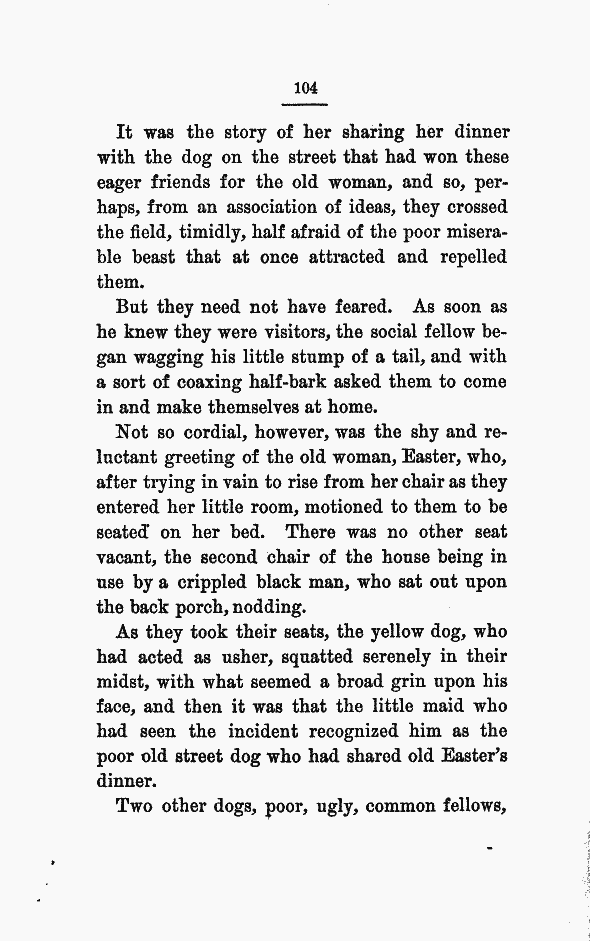 104
It was the story of her sharing her dinner
with the dog on the street that had won these
eager friends for the old woman, and so, per-
haps, from an association of ideas, they crossed
the field, timidly, half afraid of the poor misera-
ble beast that at once attracted and repelled
them.
But they need not have feared. As soon as
he knew they were visitors, the social fellow be-
gan wagging his little stump of a tail, and with
a sort of coaxing half-bark asked them to come
in and make themselves at home.
Not so cordial, however, was the shy and re-
luctant greeting of the old woman, Easter, who,
after trying in vain to rise from her chair as they
entered her little room, motioned to them to be
seated on her bed. There was no other seat
vacant, the second chair of the house being in
use by a crippled black man, who sat out upon
the back porch, nodding.
As they took their seats, the yellow dog, who
had acted as usher, squatted serenely in their
midst, with what seemed a broad grin upon his
face, and then it was that the little maid who
had seen the incident recognized him as the
poor old street dog who had shared old Easter's
dinner.
Two other dogs, poor, ugly, common fellows,